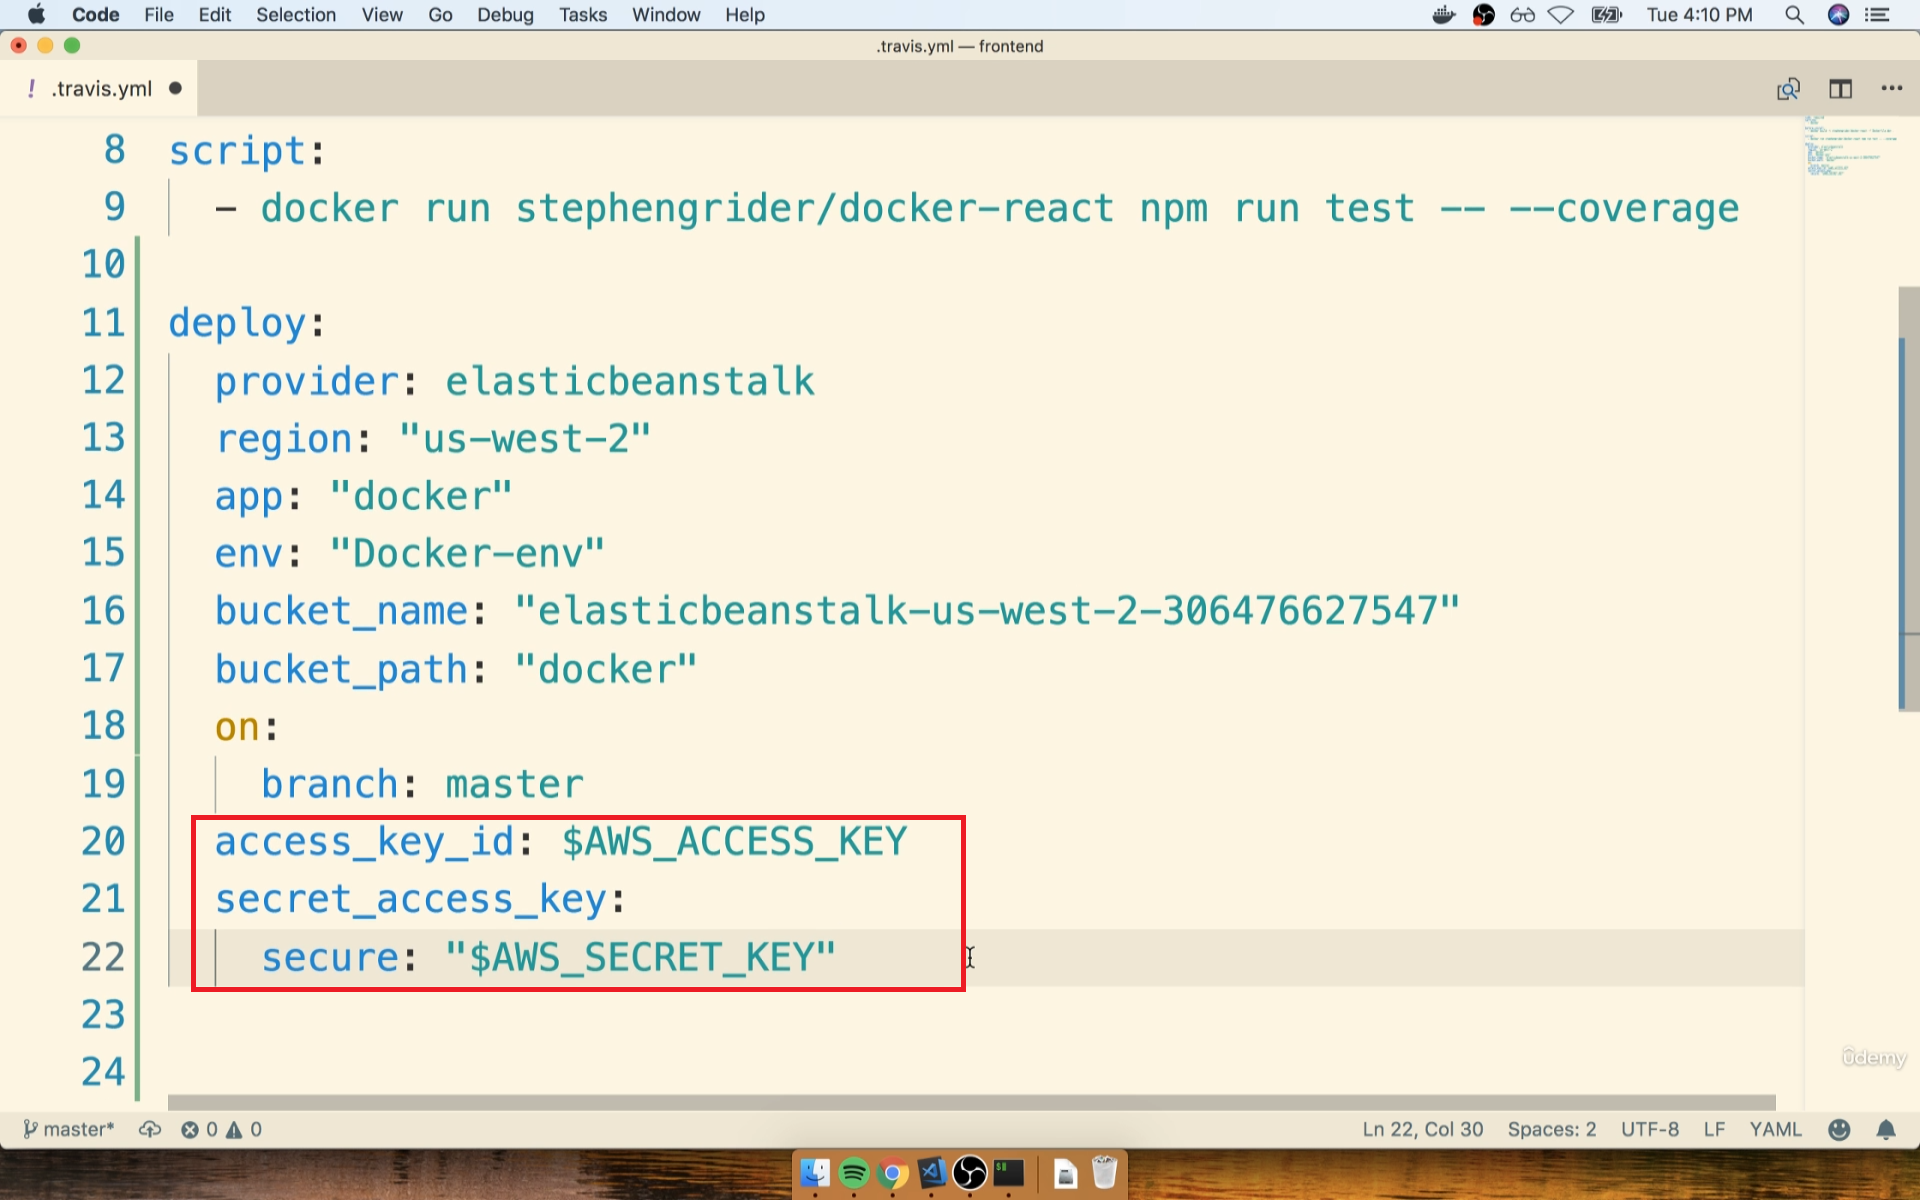 Code File Edit Selection View Go Debug Tasks Window Help Tue 4:10 PM
.travis.yml — frontend
! .travis.yml
8 script:
9 - docker run stephengrider/docker-react npm run test -- --coverage
10
11 deploy:
12 provider: elasticbeanstalk
13 region: "us-west-2"
14 app: "docker"
15 env: "Docker-env"
16 bucket_name: "elasticbeanstalk-us-west-2-306476627547"
17 bucket_path: "docker"
18 on:
19 branch: master
20 access_key_id: $AWS_ACCESS_KEY
21 secret_access_key:
22 secure: "$AWS_SECRET_KEY"
23
24
ûdemy
master* 0 0 Ln 22, Col 30 Spaces: 2 UTF-8 LF YAML